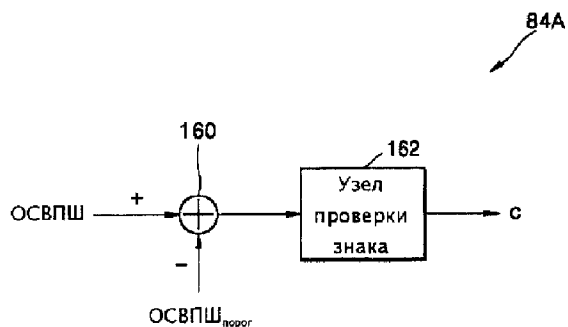 84A
160
162
ОСВПШ
+
Узел
проверки
знака
с
−
ОСВПШпорог